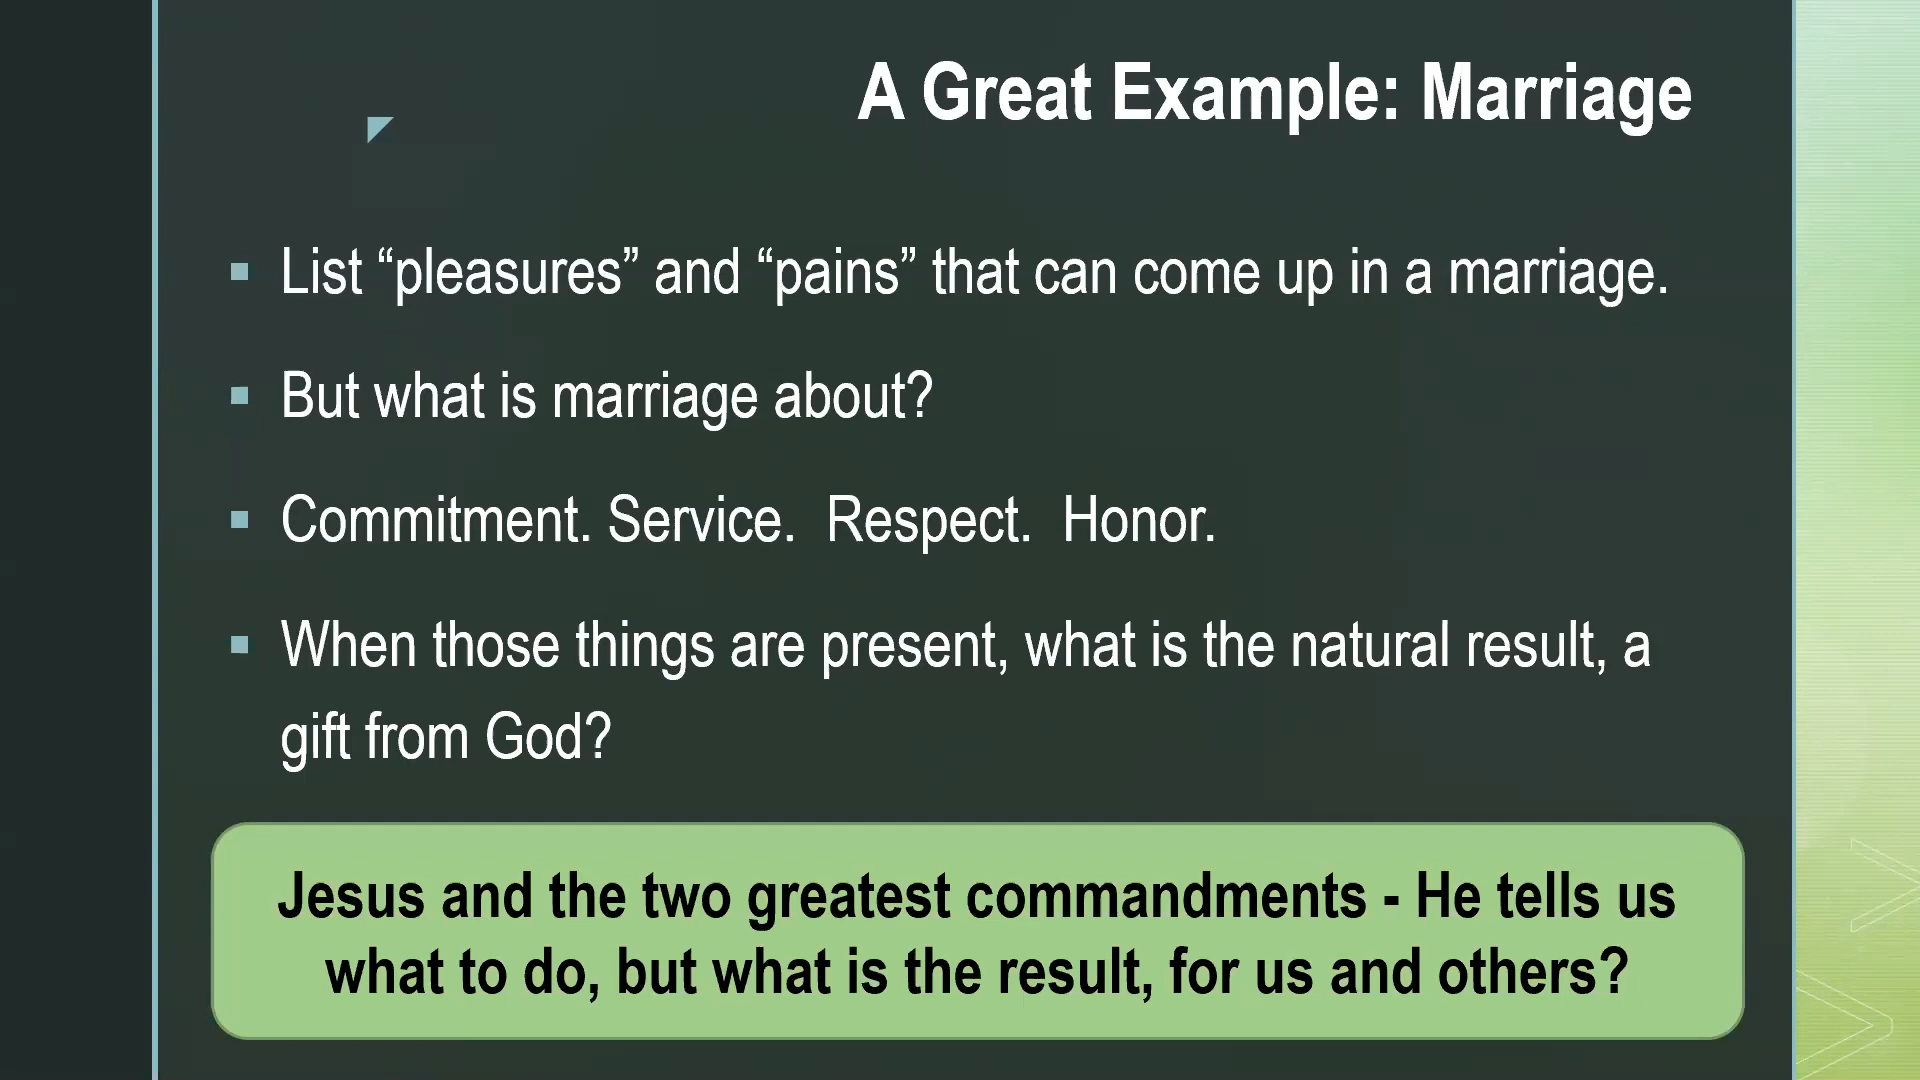 A Great Example: Marriage
List “pleasures” and “pains” that can come up in a marriage.
But what is marriage about?
Commitment. Service.  Respect.  Honor.
When those things are present, what is the natural result, a
gift from God?
Jesus and the two greatest commandments - He tells us
what to do, but what is the result, for us and others?